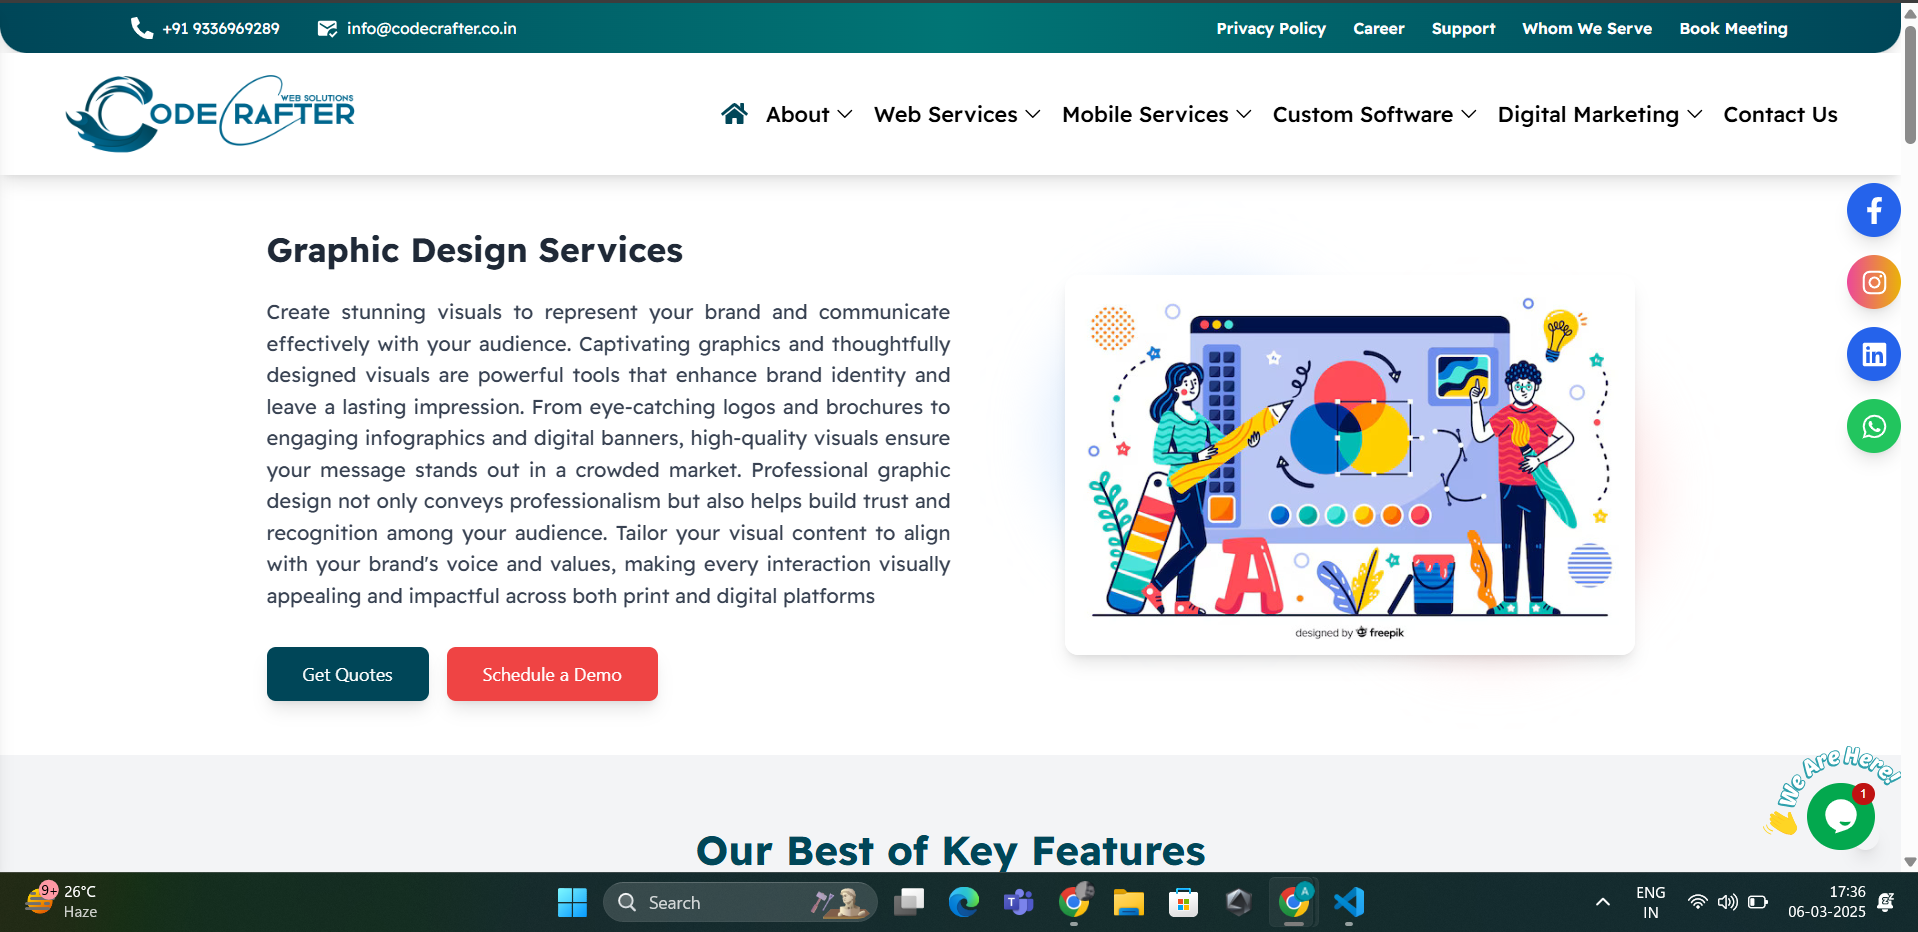 +91 9336969289
info@codecrafter.co.in
Privacy Policy
Career
Support
Whom We Serve
Book Meeting
CODE CRAFTER
WEB SOLUTIONS
About
Web Services
Mobile Services
Custom Software
Digital Marketing
Contact Us
Graphic Design Services
Create stunning visuals to represent your brand and communicate
effectively with your audience. Captivating graphics and thoughtfully
designed visuals are powerful tools that enhance brand identity and
leave a lasting impression. From eye-catching logos and brochures to
engaging infographics and digital banners, high-quality visuals ensure
your message stands out in a crowded market. Professional graphic
design not only conveys professionalism but also helps build trust and
recognition among your audience. Tailor your visual content to align
with your brand's voice and values, making every interaction visually
appealing and impactful across both print and digital platforms
Get Quotes
Schedule a Demo
A
designed by freepik
We Are Here!
1
Our Best of Key Features
9+
26°C
Haze
Search
T
A
ENG
IN
17:36
06-03-2025